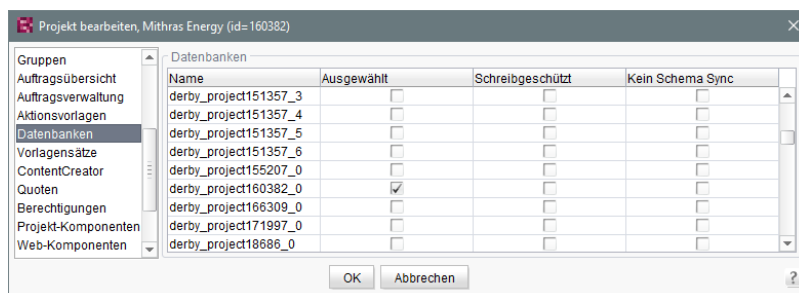 Projekt bearbeiten, Mithras Energy (id=160382)
Gruppen
Auftragsübersicht
Auftragsverwaltung
Aktionsvorlagen
Datenbanken
Vorlagensätze
ContentCreator
Quoten
Berechtigungen
Projekt-Komponenten
Web-Komponenten
Datenbanken
Name Ausgewählt Schreibgeschützt Kein Schema Sync
derby_project151357_3
derby_project151357_4
derby_project151357_5
derby_project151357_6
derby_project155207_0
derby_project160382_0
derby_project166309_0
derby_project171997_0
derby_project18686_0
OK Abbrechen ?